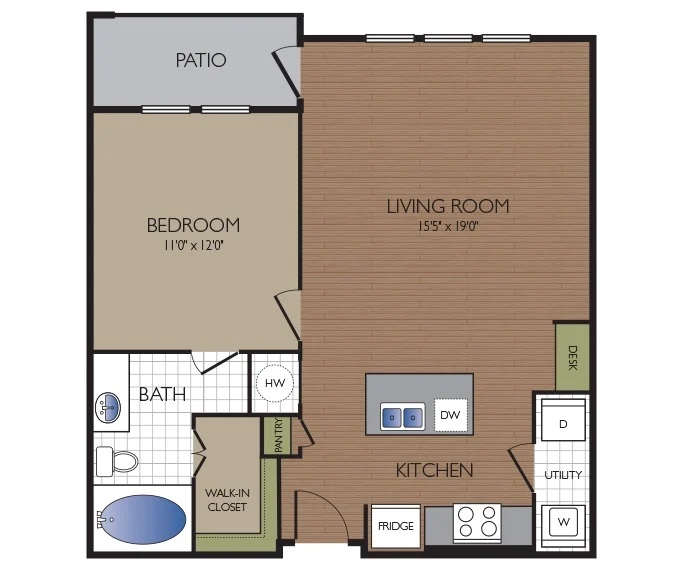 PATIO
BEDROOM
11'0" x 12'0"
LIVING ROOM
15'5" x 19'0"
DESK
HW
BATH
DW
D
PANTRY
KITCHEN
UTILITY
WALK-IN
CLOSET
FRIDGE
W